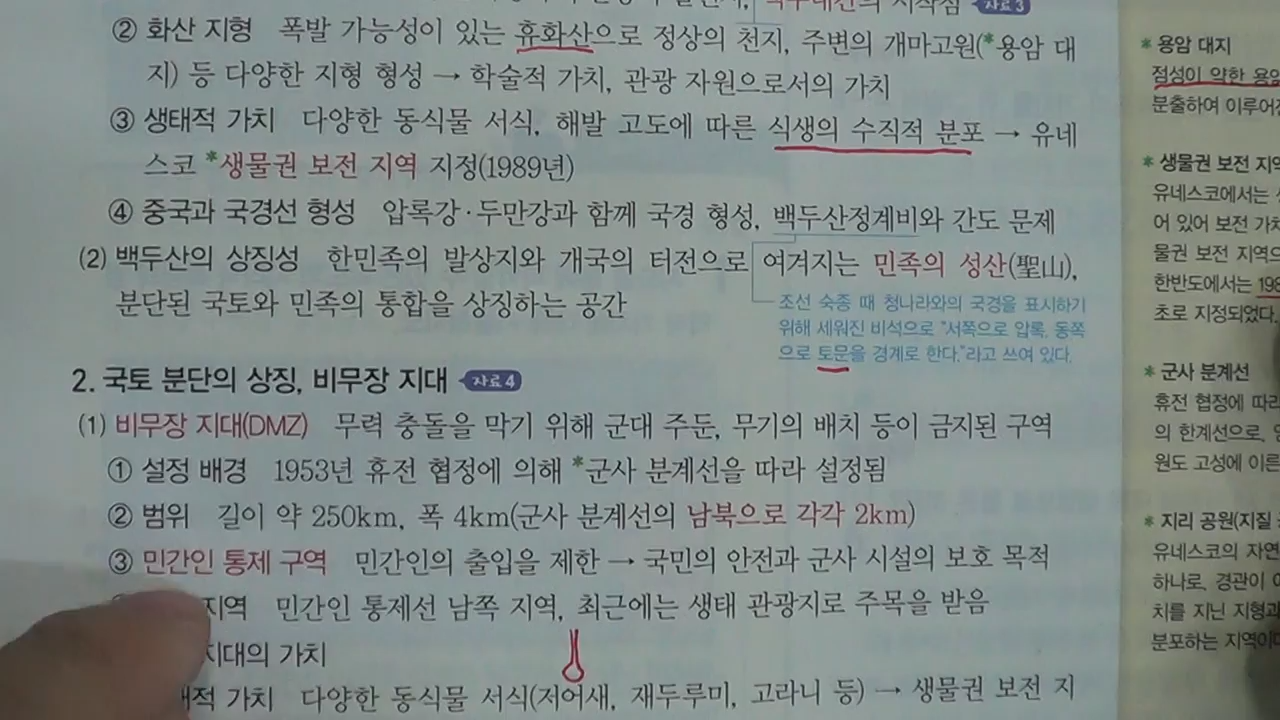 의 시작점 자료3
② 화산 지형 폭발 가능성이 있는 휴화산으로 정상의 천지, 주변의 개마고원(*용암 대
지) 등 다양한 지형 형성 → 학술적 가치, 관광 자원으로서의 가치
③ 생태적 가치 다양한 동식물 서식, 해발 고도에 따른 식생의 수직적 분포 → 유네
스코 *생물권 보전 지역 지정(1989년)
④ 중국과 국경선 형성 압록강·두만강과 함께 국경 형성, 백두산정계비와 간도 문제
(2) 백두산의 상징성 한민족의 발상지와 개국의 터전으로 여겨지는 민족의 성산(聖山),
분단된 국토와 민족의 통합을 상징하는 공간
조선 숙종 때 청나라와의 국경을 표시하기
위해 세워진 비석으로 "서쪽으로 압록, 동쪽
으로 토문을 경계로 한다."라고 쓰여 있다.
2. 국토 분단의 상징, 비무장 지대 자료4
(1) 비무장 지대(DMZ) 무력 충돌을 막기 위해 군대 주둔, 무기의 배치 등이 금지된 구역
① 설정 배경 1953년 휴전 협정에 의해 *군사 분계선을 따라 설정됨
② 범위 길이 약 250km, 폭 4km(군사 분계선의 남북으로 각각 2km)
③ 민간인 통제 구역 민간인의 출입을 제한 → 국민의 안전과 군사 시설의 보호 목적
지역 민간인 통제선 남쪽 지역, 최근에는 생태 관광지로 주목을 받음
지대의 가치
적 가치 다양한 동식물 서식(저어새, 재두루미, 고라니 등) → 생물권 보전 지
* 용암 대지
점성이 약한 용암
분출하여 이루어
* 생물권 보전 지역
유네스코에서는
어 있어 보전 가치
물권 보전 지역으
한반도에서는 198
초로 지정되었다.
* 군사 분계선
휴전 협정에 따라
의 한계선으로,
원도 고성에 이른
* 지리 공원(지질
유네스코의 자연
하나로, 경관이
치를 지닌 지형과
분포하는 지역이다